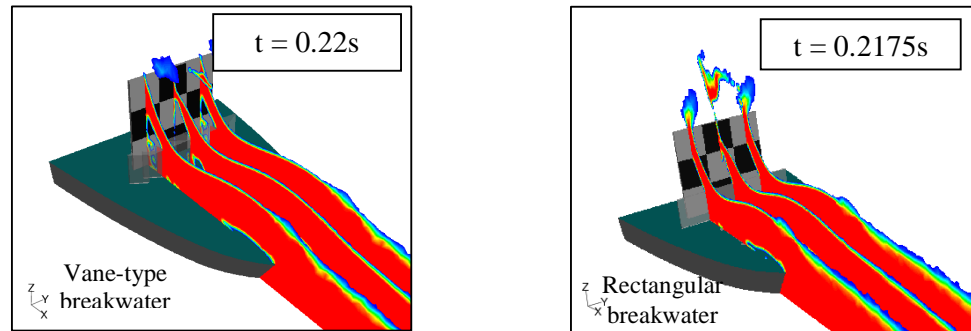 t = 0.22s
Vane-type
breakwater
Z
Y
X
t = 0.2175s
Rectangular
breakwater
Z
Y
X